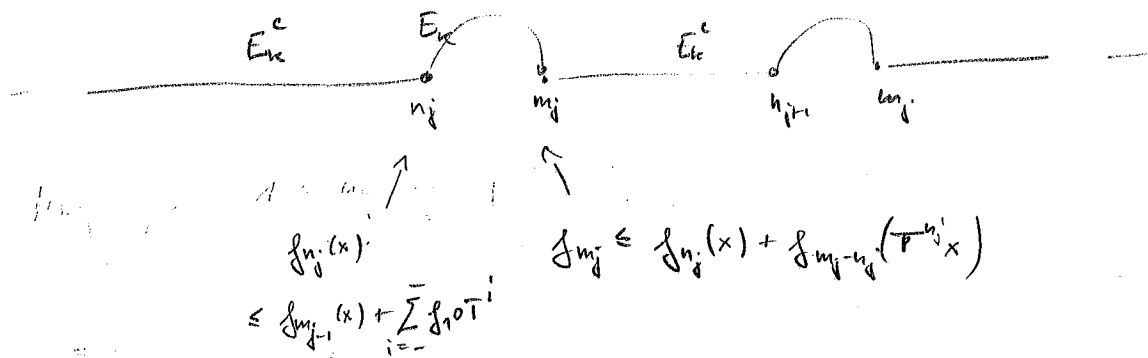 E_k^c E_k E_k^c
n_j m_j n_{j+1} m_j.
f_{n_j}(x) f_{m_j} ≤ f_{n_j}(x) + f_{m_j-n_j}(T^{n_j}x)
≤ f_{m_{j-1}}(x) + ∑_{i=-}^{-} f_1∘T^i